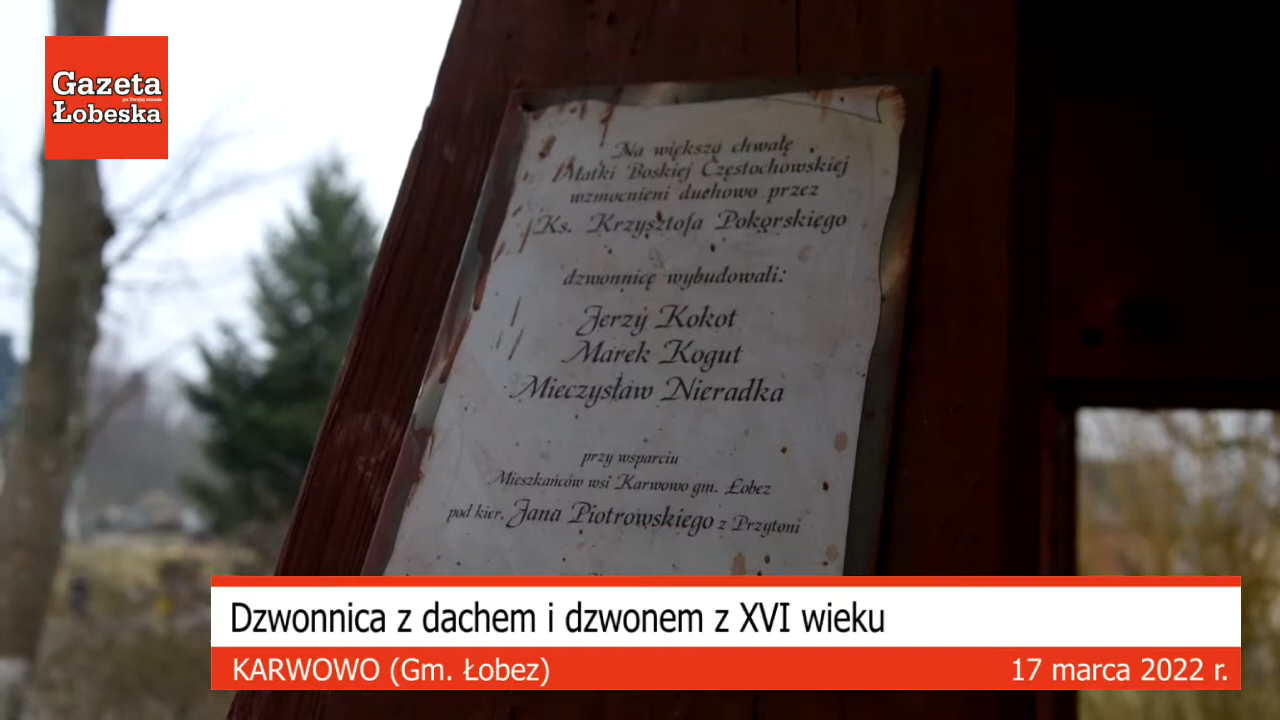 Gazeta
Łobeska
Na większą chwałę
Matki Boskiej Częstochowskiej
wzmocnieni duchowo przez
Ks. Krzysztofa Pokorskiego
dzwonnicę wybudowali:
Jerzy Kokot
Marek Kogut
Mieczysław Nieradka
przy wsparciu
Mieszkańców wsi Karwowo gm. Łobez
pod kier. Jana Piotrowskiego z Przytoni
Dzwonnica z dachem i dzwonem z XVI wieku
KARWOWO (Gm. Łobez) 17 marca 2022 r.